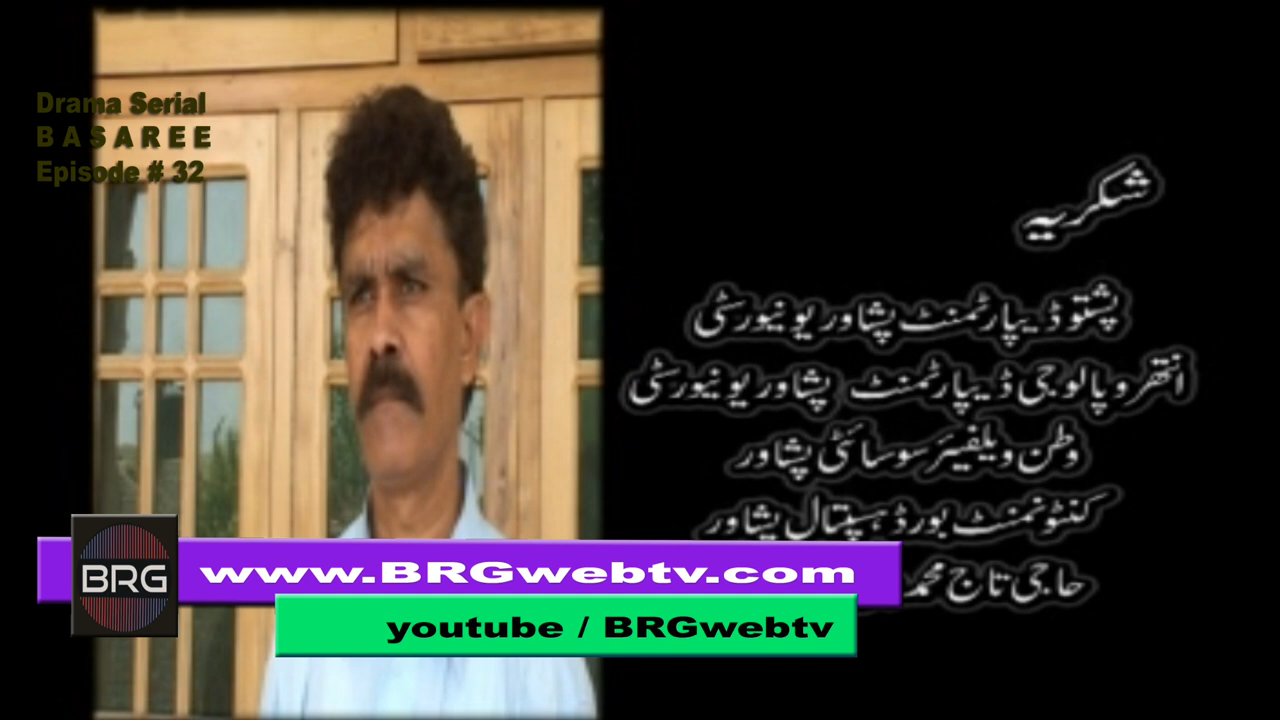 Drama Serial
B A S A R E E
Episode # 32
شکریہ
پشتو ڈیپارٹمنٹ پشاور یونیورسٹی
انتھروپالوجی ڈیپارٹمنٹ پشاور یونیورسٹی
وطن ویلفیئر سوسائٹی پشاور
کنٹونمنٹ بورڈ ہسپتال پشاور
حاجی تاج محمد
BRG
www.BRGwebtv.com
youtube / BRGwebtv